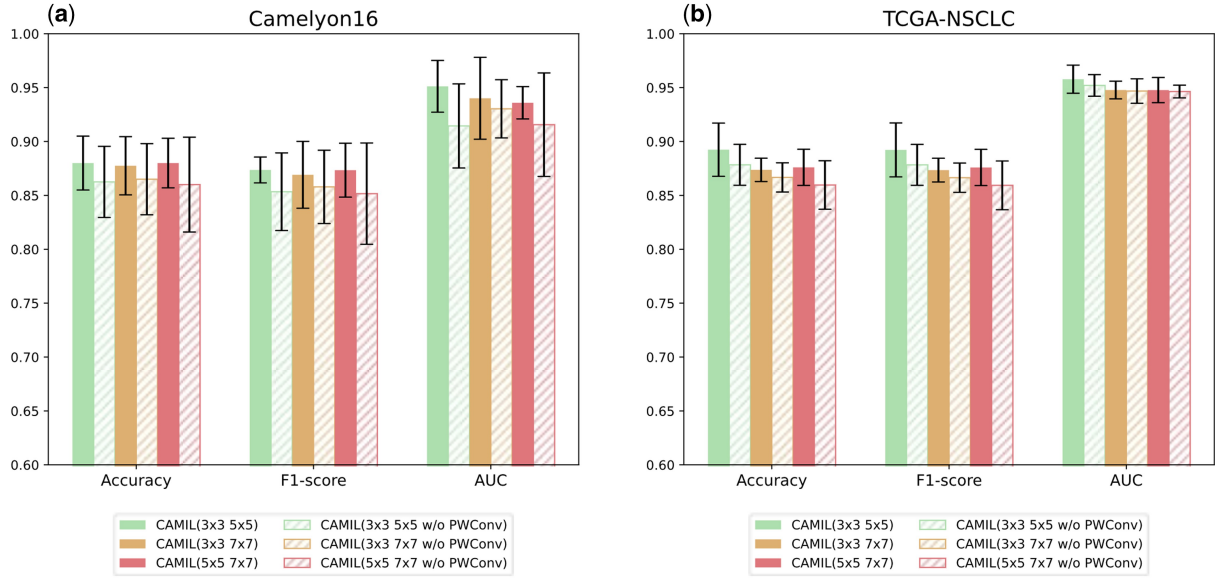 (a) Camelyon16
1.00
0.95
0.90
0.85
0.80
0.75
0.70
0.65
0.60
Accuracy F1-score AUC
CAMIL(3x3 5x5) CAMIL(3x3 5x5 w/o PWConv)
CAMIL(3x3 7x7) CAMIL(3x3 7x7 w/o PWConv)
CAMIL(5x5 7x7) CAMIL(5x5 7x7 w/o PWConv)
(b) TCGA-NSCLC
1.00
0.95
0.90
0.85
0.80
0.75
0.70
0.65
0.60
Accuracy F1-score AUC
CAMIL(3x3 5x5) CAMIL(3x3 5x5 w/o PWConv)
CAMIL(3x3 7x7) CAMIL(3x3 7x7 w/o PWConv)
CAMIL(5x5 7x7) CAMIL(5x5 7x7 w/o PWConv)